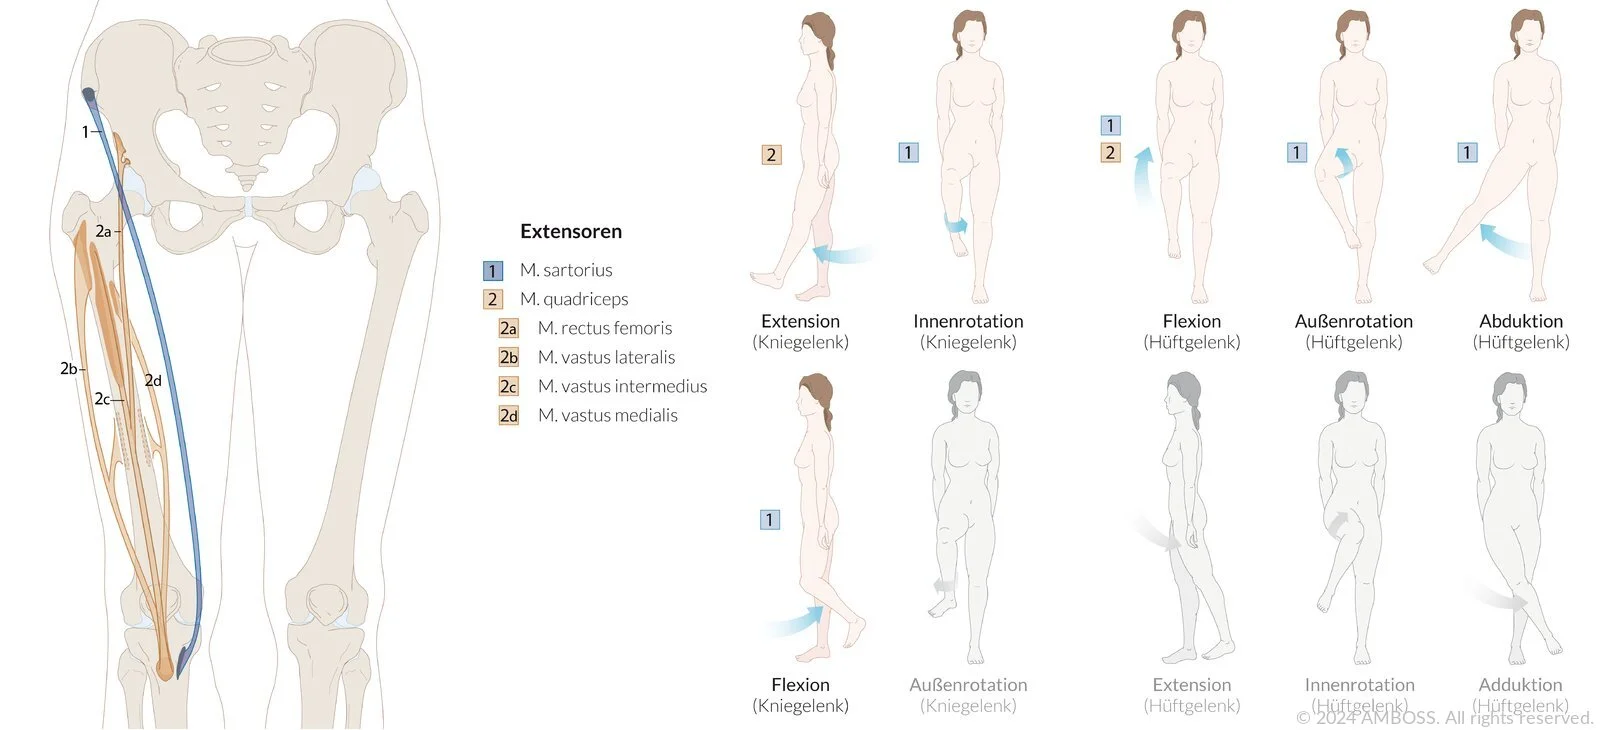 1
2a
2b
2c
2d
Extensoren
1 M. sartorius
2 M. quadriceps
2a M. rectus femoris
2b M. vastus lateralis
2c M. vastus intermedius
2d M. vastus medialis
2
Extension
(Kniegelenk)
1
Innenrotation
(Kniegelenk)
1
2
Flexion
(Hüftgelenk)
1
Außenrotation
(Hüftgelenk)
1
Abduktion
(Hüftgelenk)
1
Flexion
(Kniegelenk)
Außenrotation
(Kniegelenk)
Extension
(Hüftgelenk)
Innenrotation
(Hüftgelenk)
Adduktion
(Hüftgelenk)
© 2024 AMBOSS. All rights reserved.